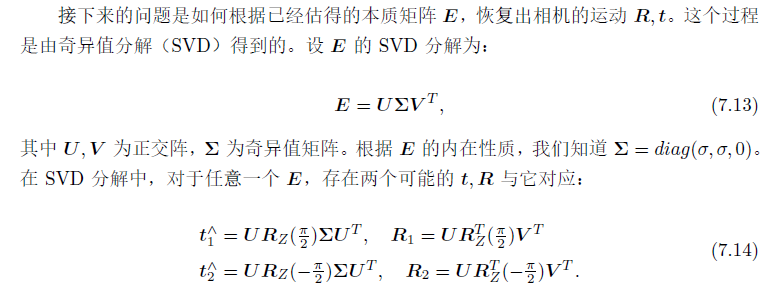 接下来的问题是如何根据已经估得的本质矩阵 E，恢复出相机的运动 R, t。这个过程
是由奇异值分解（SVD）得到的。设 E 的 SVD 分解为：
E = UΣV^T, (7.13)
其中 U, V 为正交阵，Σ 为奇异值矩阵。根据 E 的内在性质，我们知道 Σ = diag(σ, σ, 0)。
在 SVD 分解中，对于任意一个 E，存在两个可能的 t, R 与它对应：
t_1^∧ = UR_Z(π/2)ΣU^T, R_1 = UR_Z^T(π/2)V^T
t_2^∧ = UR_Z(−π/2)ΣU^T, R_2 = UR_Z^T(−π/2)V^T. (7.14)